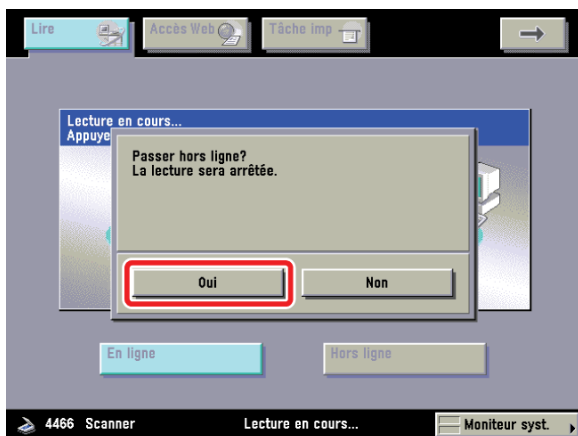 Lire
Accès Web
Tâche imp
Lecture en cours...
Appuye
Passer hors ligne?
La lecture sera arrêtée.
Oui
Non
En ligne
Hors ligne
4466 Scanner
Lecture en cours...
Moniteur syst.